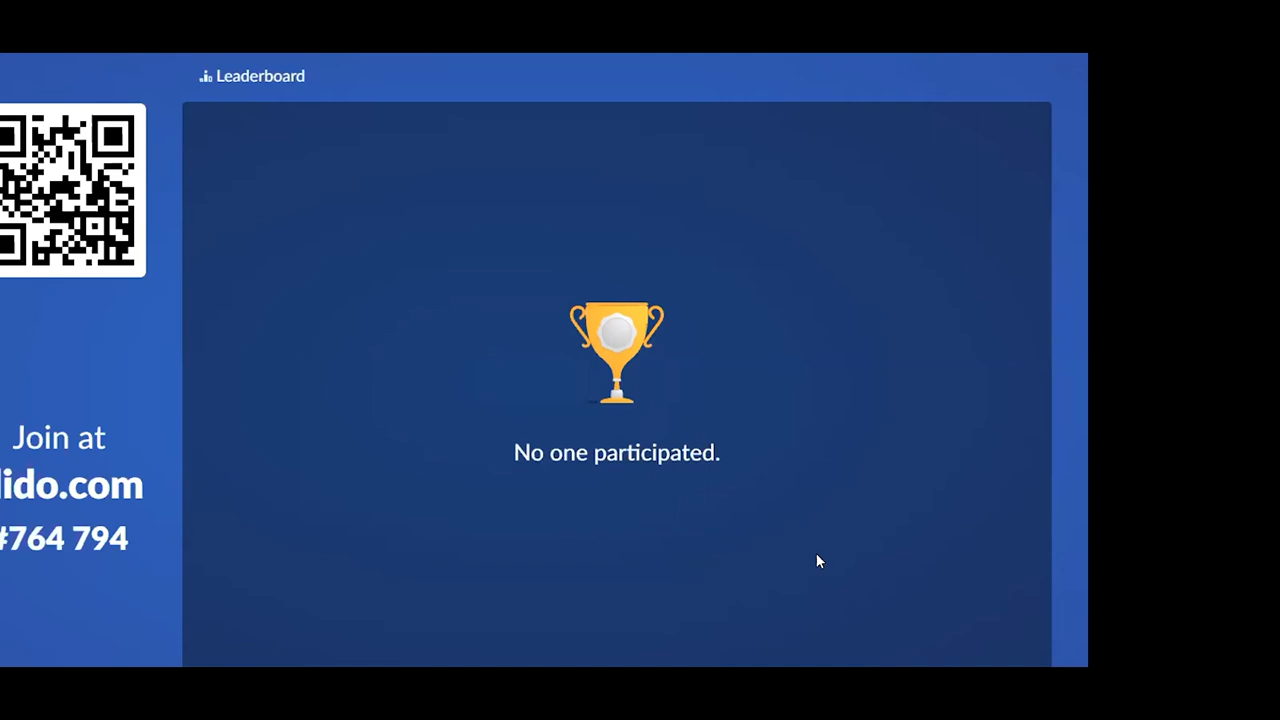 Leaderboard
No one participated.
Join at
lido.com
#764 794